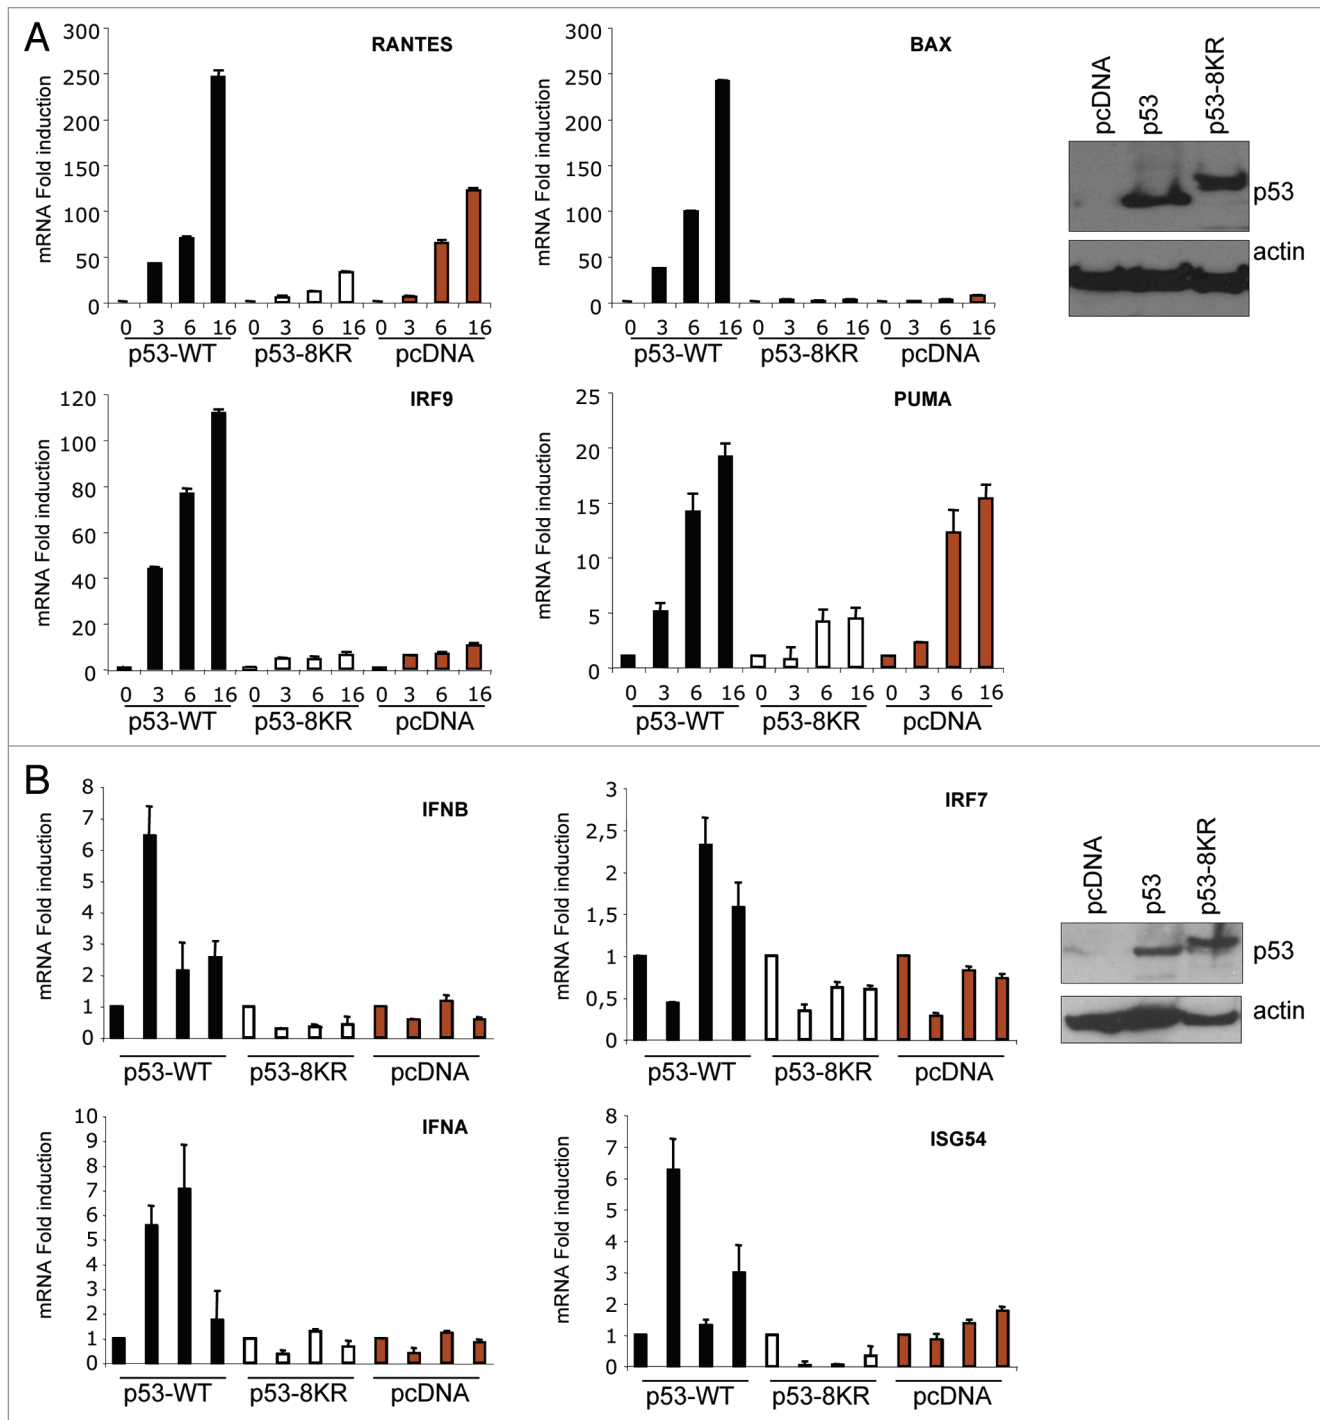 A
RANTES
mRNA Fold induction
300
250
200
150
100
50
0
0 3 6 16 0 3 6 16 0 3 6 16
p53-WT p53-8KR pcDNA
BAX
mRNA Fold induction
300
250
200
150
100
50
0
0 3 6 16 0 3 6 16 0 3 6 16
p53-WT p53-8KR pcDNA
pcDNA
p53
p53-8KR
p53
actin
IRF9
mRNA Fold induction
120
100
80
60
40
20
0
0 3 6 16 0 3 6 16 0 3 6 16
p53-WT p53-8KR pcDNA
PUMA
mRNA Fold induction
25
20
15
10
5
0
0 3 6 16 0 3 6 16 0 3 6 16
p53-WT p53-8KR pcDNA
B
IFNB
mRNA Fold induction
8
7
6
5
4
3
2
1
0
p53-WT p53-8KR pcDNA
IRF7
mRNA Fold induction
3
2,5
2
1,5
1
0,5
0
p53-WT p53-8KR pcDNA
pcDNA
p53
p53-8KR
p53
actin
IFNA
mRNA Fold induction
10
9
8
7
6
5
4
3
2
1
0
p53-WT p53-8KR pcDNA
ISG54
mRNA Fold induction
8
7
6
5
4
3
2
1
0
p53-WT p53-8KR pcDNA